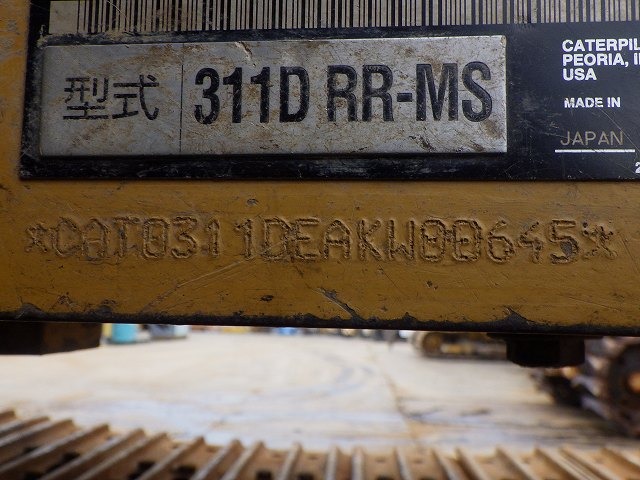 型式 311D RR-MS
CATERPIL
PEORIA, I
USA
MADE IN
JAPAN
*CAT0311DEAKW00645*